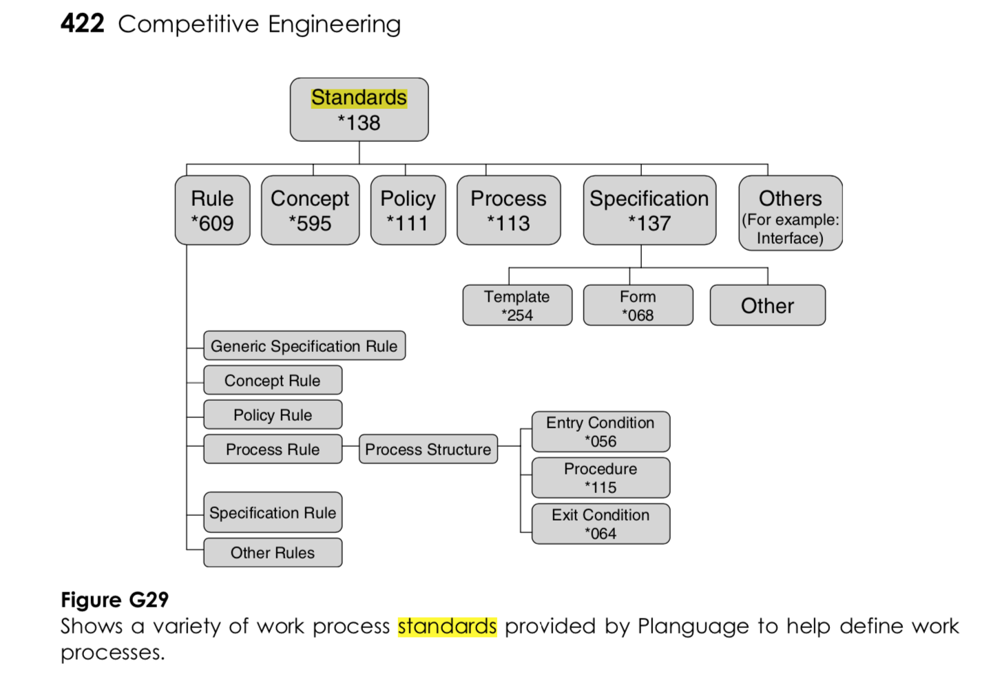 422 Competitive Engineering
Standards
*138
Rule
*609
Concept
*595
Policy
*111
Process
*113
Specification
*137
Others
(For example:
Interface)
Template
*254
Form
*068
Other
Generic Specification Rule
Concept Rule
Policy Rule
Process Rule
Process Structure
Entry Condition
*056
Procedure
*115
Exit Condition
*064
Specification Rule
Other Rules
Figure G29
Shows a variety of work process standards provided by Planguage to help define work
processes.